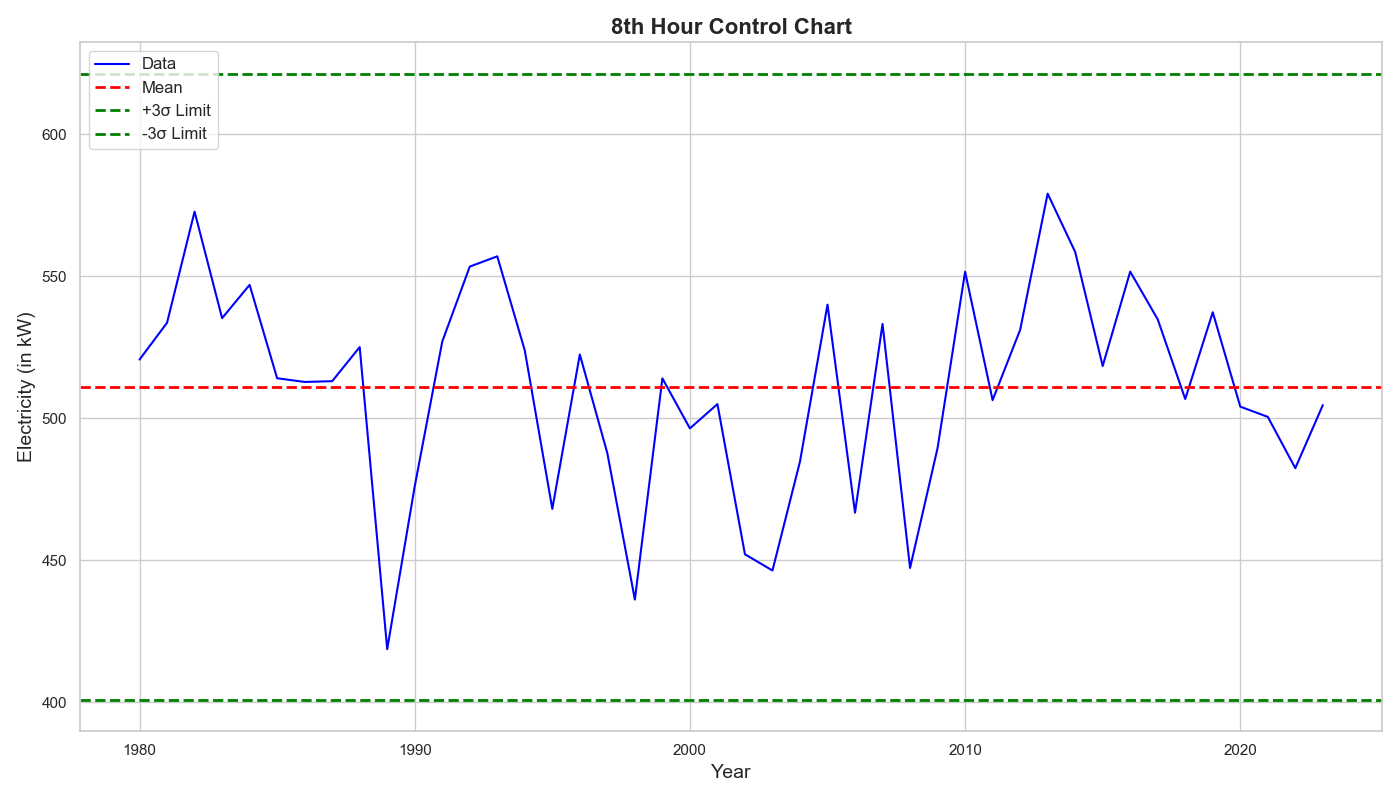 8th Hour Control Chart
Data
Mean
+3σ Limit
-3σ Limit
Electricity (in kW)
600
550
500
450
400
1980
1990
2000
2010
2020
Year